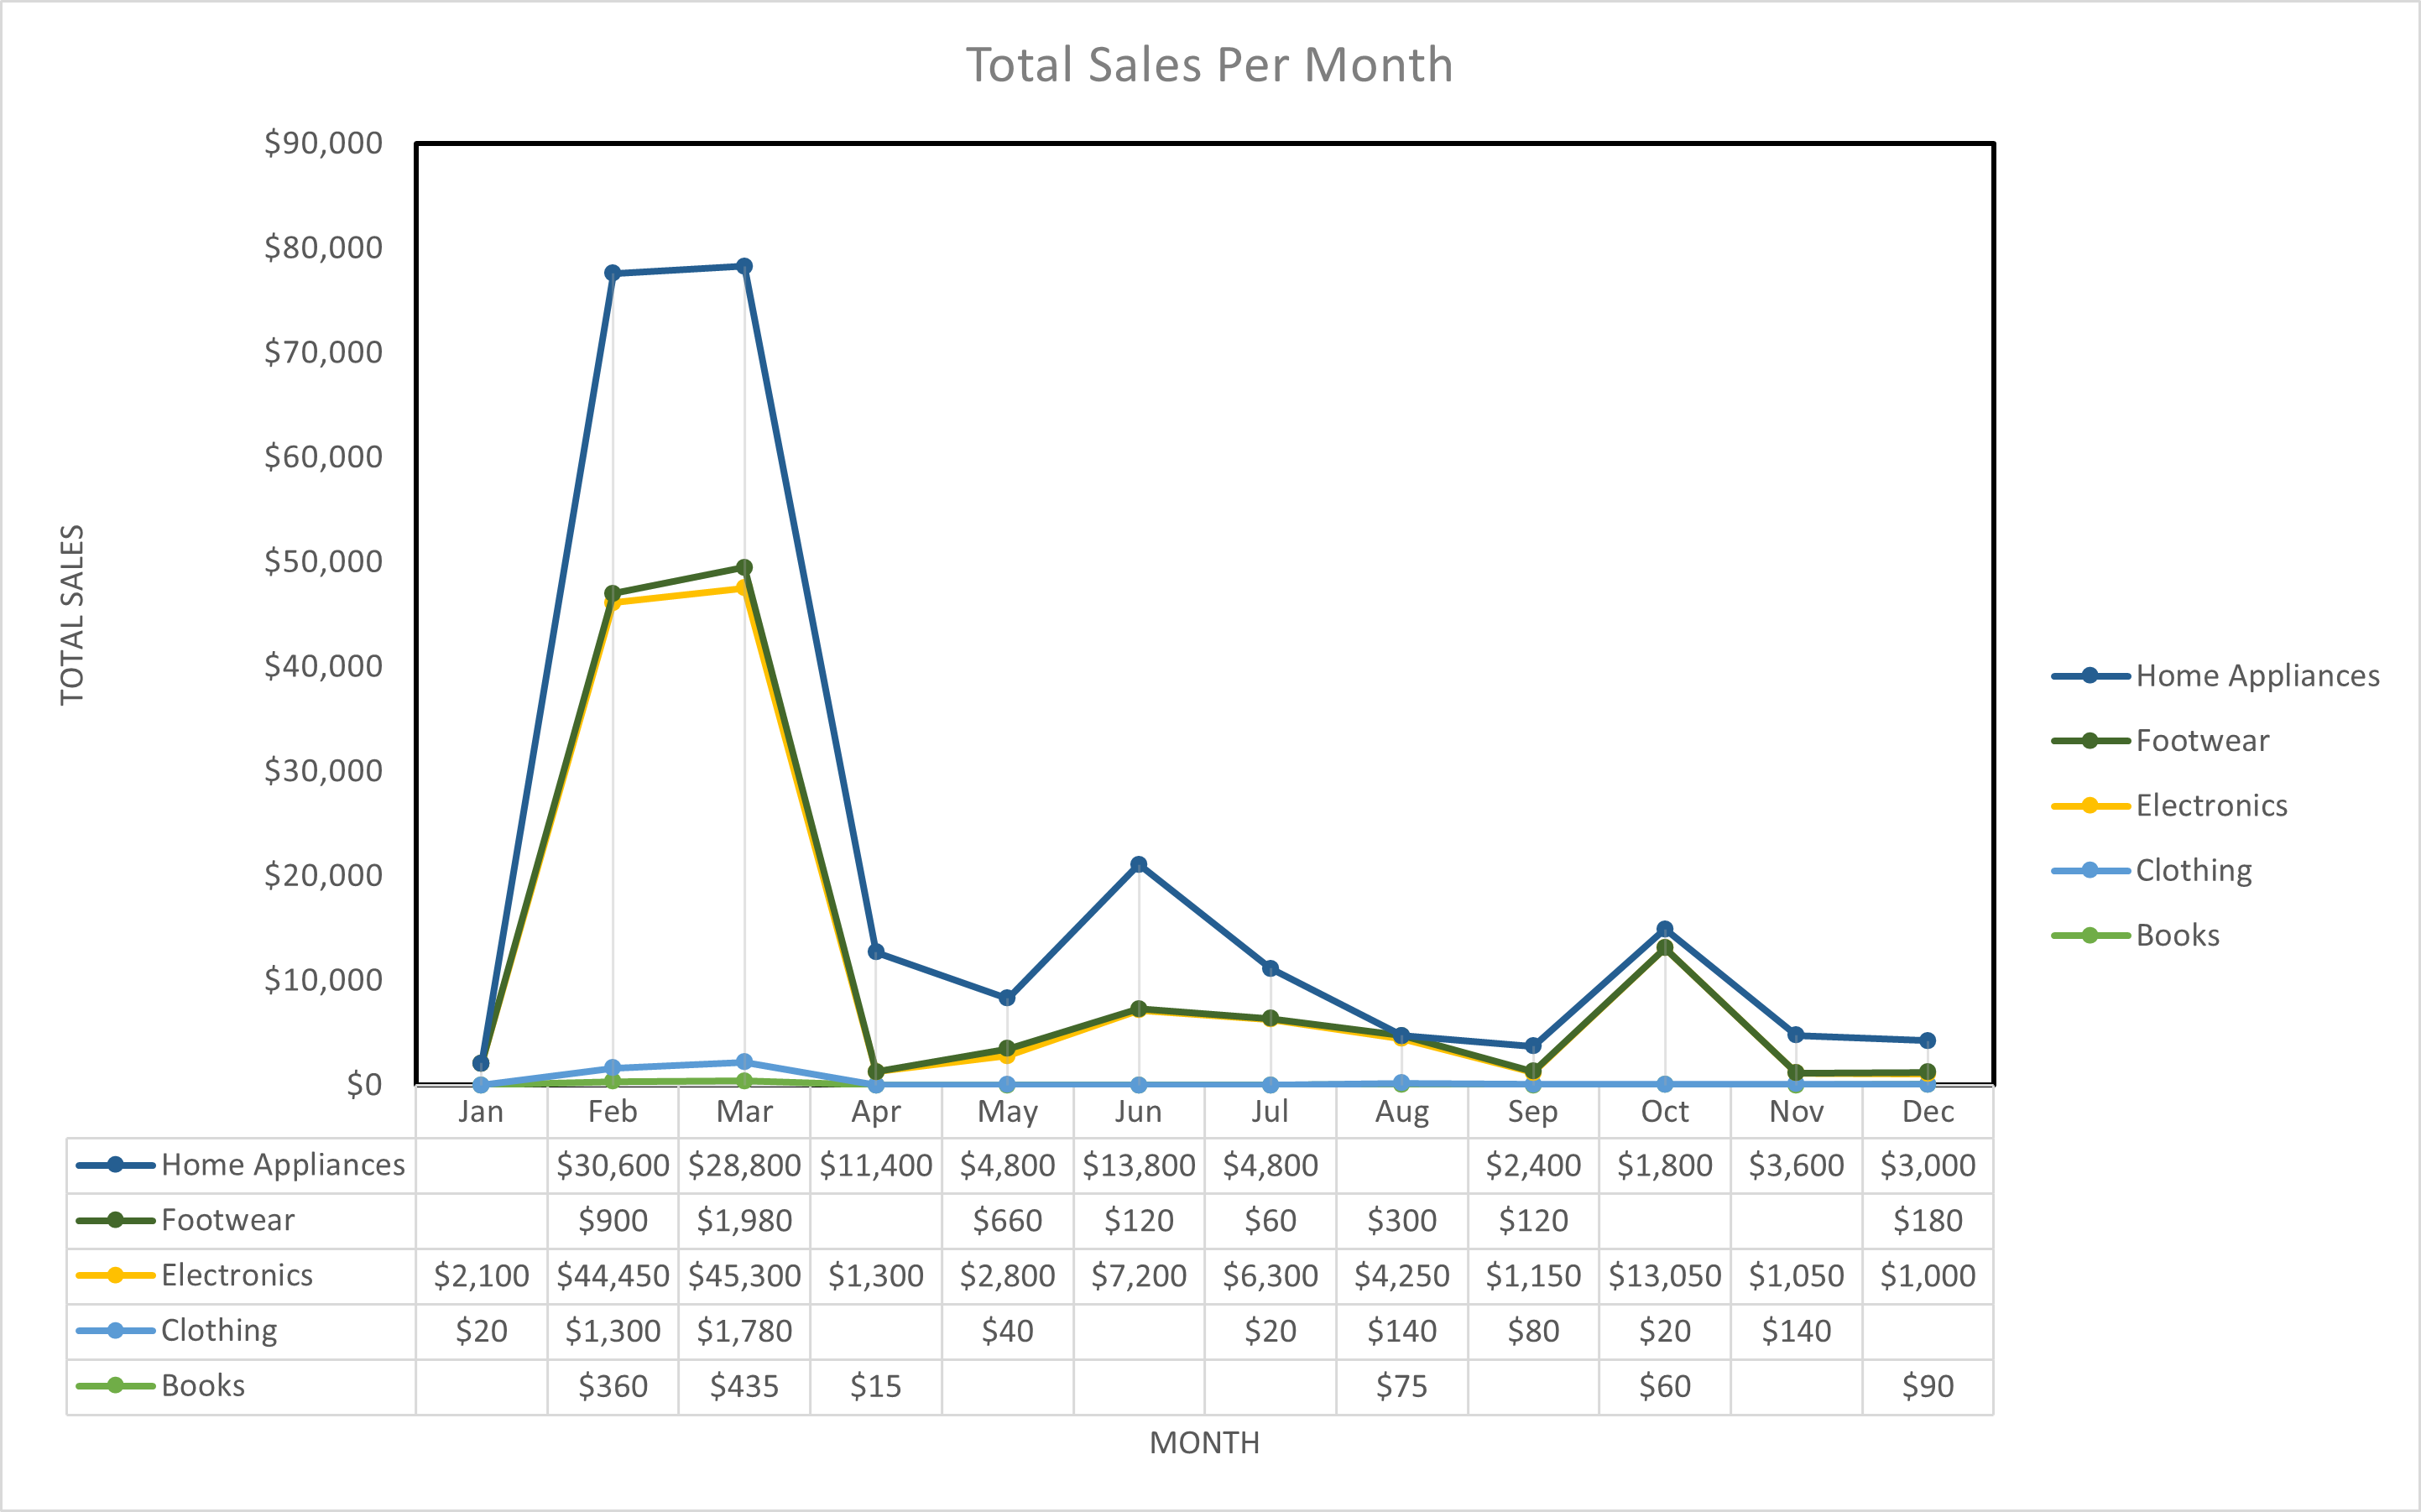 Total Sales Per Month
$90,000
$80,000
$70,000
$60,000
$50,000
$40,000
$30,000
$20,000
$10,000
$0
TOTAL SALES
Home Appliances
Footwear
Electronics
Clothing
Books
Jan Feb Mar Apr May Jun Jul Aug Sep Oct Nov Dec
Home Appliances $30,600 $28,800 $11,400 $4,800 $13,800 $4,800 $2,400 $1,800 $3,600 $3,000
Footwear $900 $1,980 $660 $120 $60 $300 $120 $180
Electronics $2,100 $44,450 $45,300 $1,300 $2,800 $7,200 $6,300 $4,250 $1,150 $13,050 $1,050 $1,000
Clothing $20 $1,300 $1,780 $40 $20 $140 $80 $20 $140
Books $360 $435 $15 $75 $60 $90
MONTH